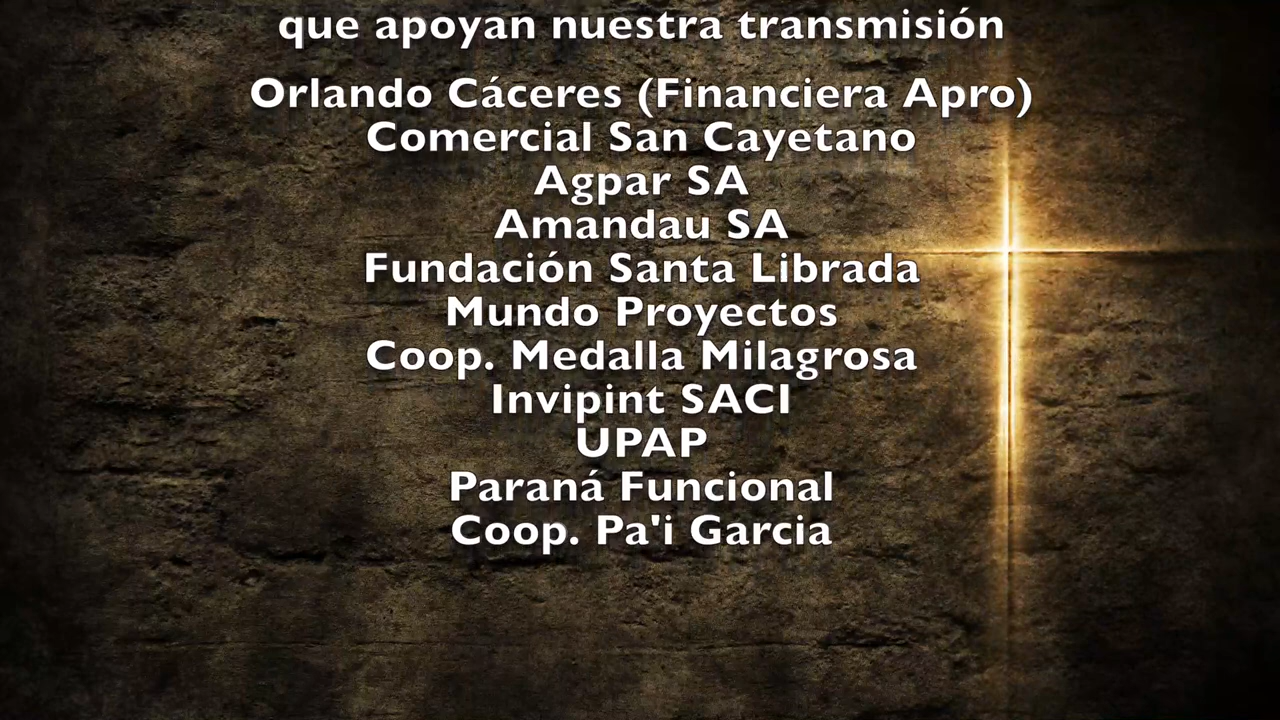 que apoyan nuestra transmisión
Orlando Cáceres (Financiera Apro)
Comercial San Cayetano
Agpar SA
Amandau SA
Fundación Santa Librada
Mundo Proyectos
Coop. Medalla Milagrosa
Invipint SACI
UPAP
Paraná Funcional
Coop. Pa'i Garcia